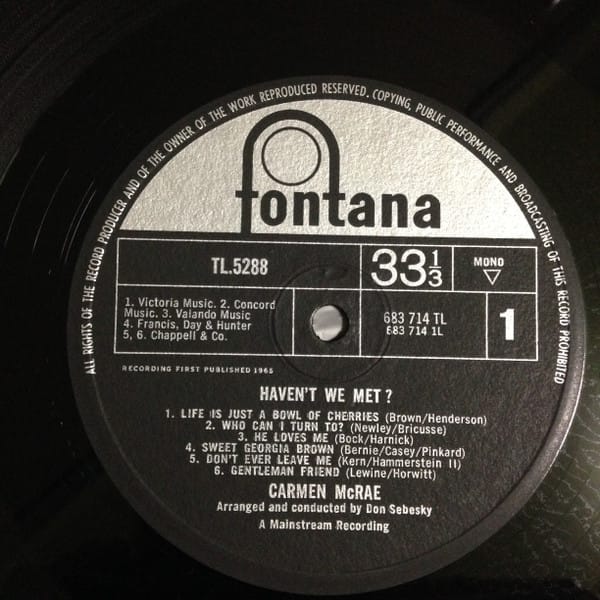 ALL RIGHTS OF THE RECORD PRODUCER AND OF THE OWNER OF THE WORK REPRODUCED RESERVED. COPYING, PUBLIC PERFORMANCE AND BROADCASTING OF THIS RECORD PROHIBITED
fontana
TL.5288
33⅓
MONO
1. Victoria Music. 2. Concord
Music. 3. Valando Music
4. Francis, Day & Hunter
5, 6. Chappell & Co.
683 714 TL
683 714 1L
1
RECORDING FIRST PUBLISHED 1965
HAVEN'T WE MET?
1. LIFE IS JUST A BOWL OF CHERRIES (Brown/Henderson)
2. WHO CAN I TURN TO? (Newley/Bricusse)
3. HE LOVES ME (Bock/Harnick)
4. SWEET GEORGIA BROWN (Bernie/Casey/Pinkard)
5. DON'T EVER LEAVE ME (Kern/Hammerstein II)
6. GENTLEMAN FRIEND (Lewine/Horwitt)
CARMEN McRAE
Arranged and conducted by Don Sebesky
A Mainstream Recording